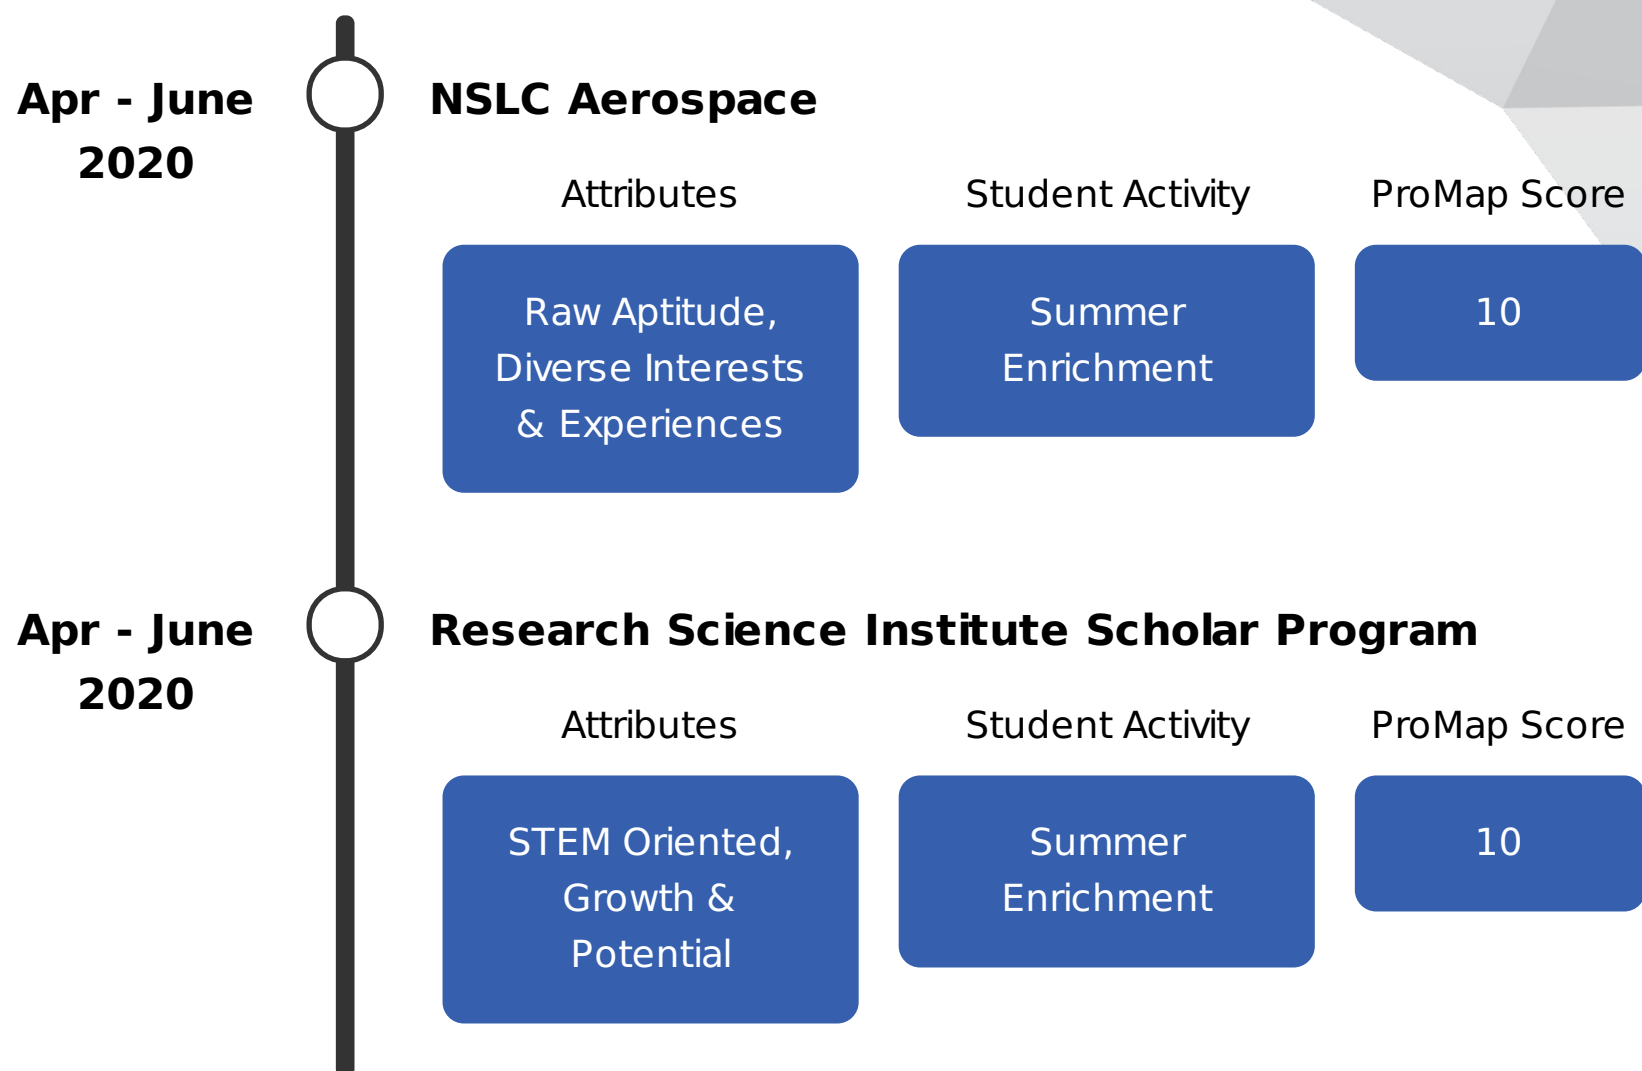 Apr - June
2020
NSLC Aerospace
Attributes
Student Activity
ProMap Score
Raw Aptitude,
Diverse Interests
& Experiences
Summer
Enrichment
10
Apr - June
2020
Research Science Institute Scholar Program
Attributes
Student Activity
ProMap Score
STEM Oriented,
Growth &
Potential
Summer
Enrichment
10